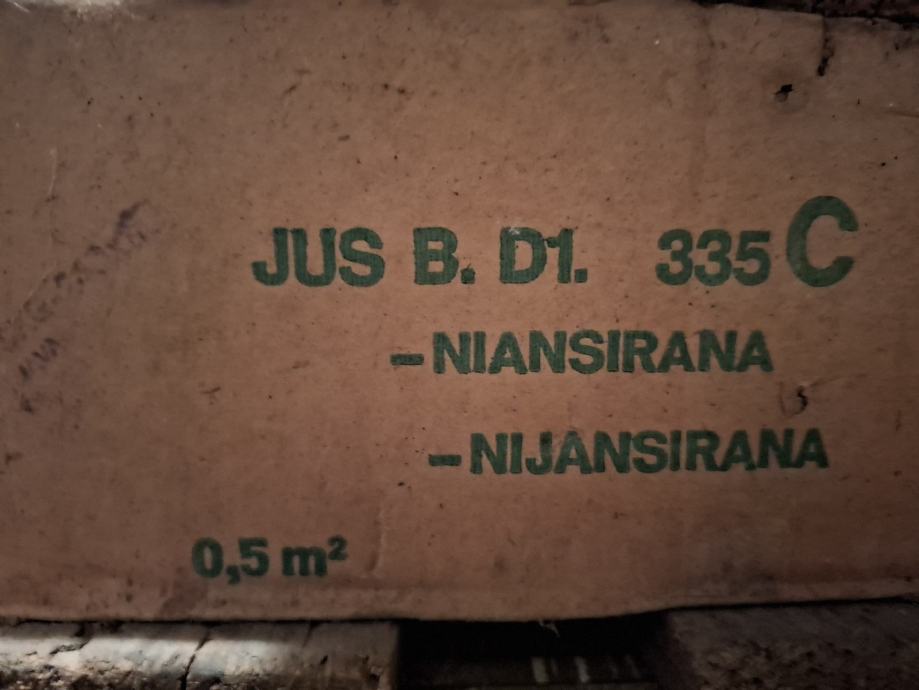 JUS B. D1. 335 C
–NIANSIRANA
–NIJANSIRANA
0,5 m²